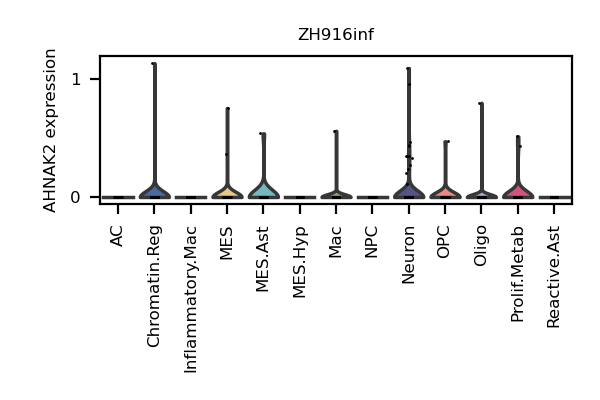 ZH916inf
AHNAK2 expression
1
0
AC
Chromatin.Reg
Inflammatory.Mac
MES
MES.Ast
MES.Hyp
Mac
NPC
Neuron
OPC
Oligo
Prolif.Metab
Reactive.Ast